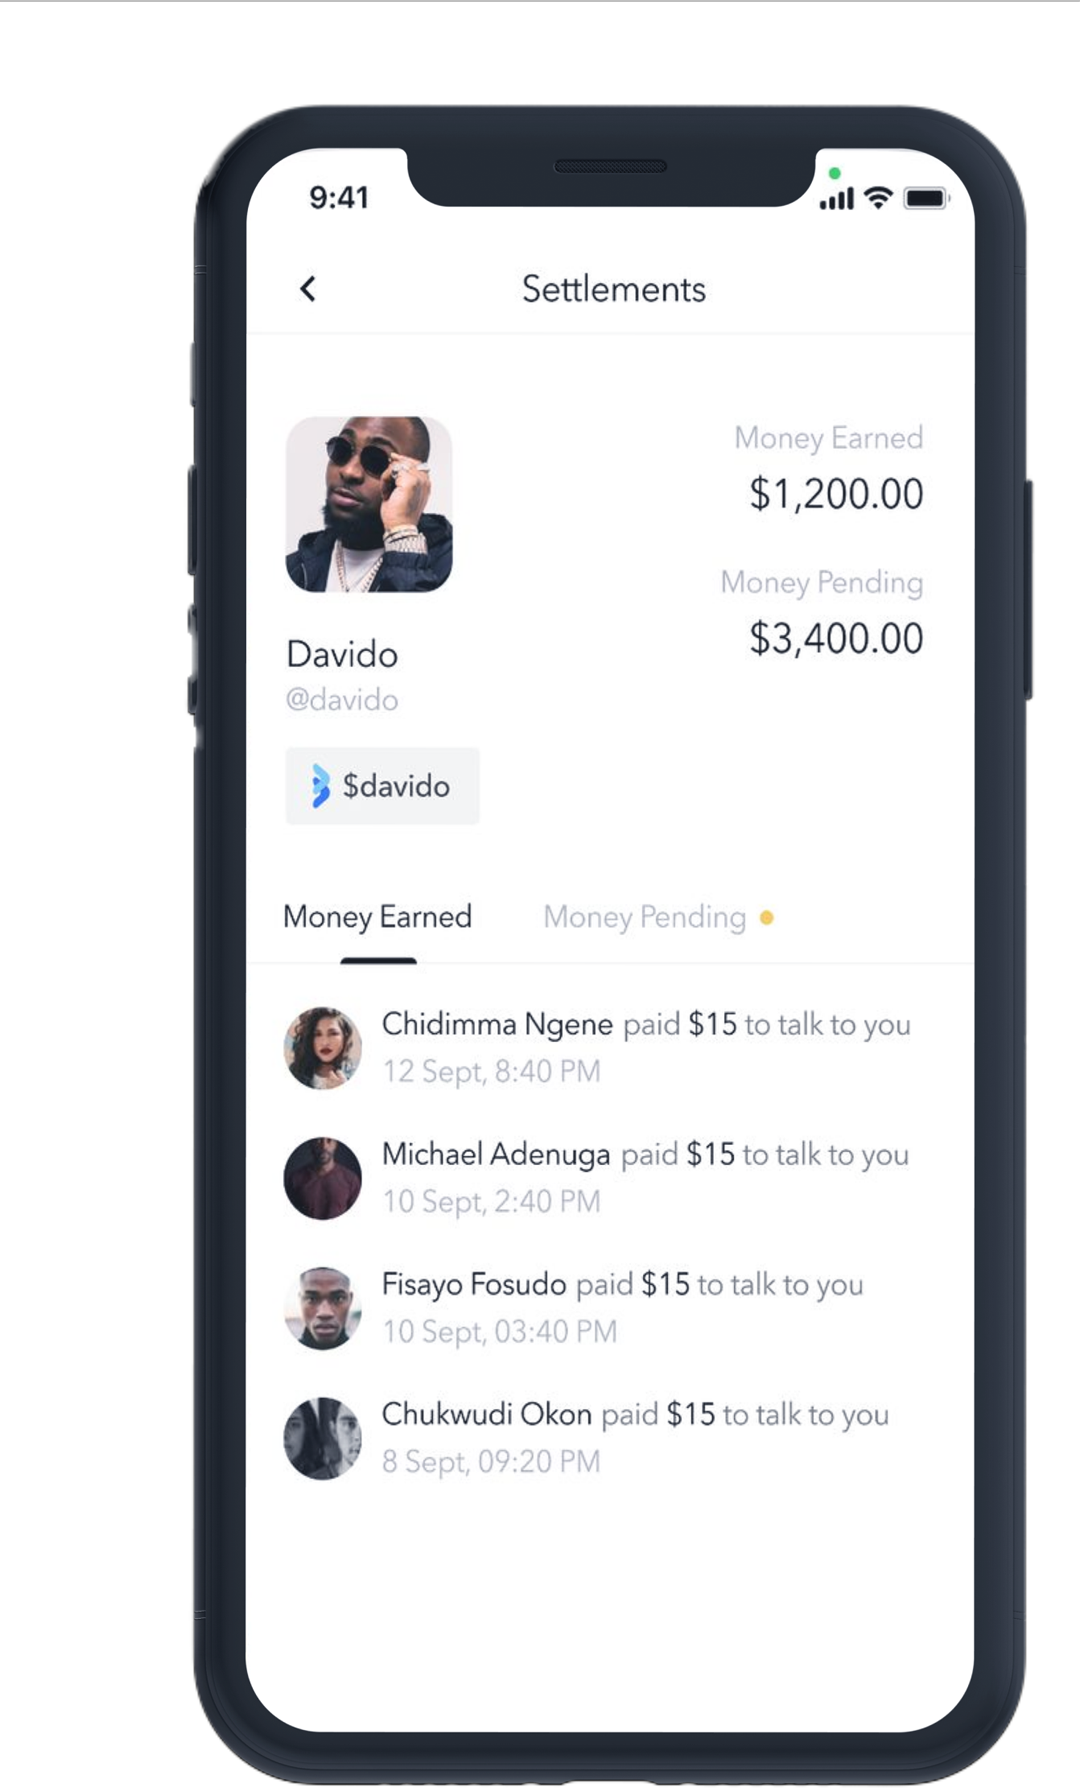 9:41
Settlements
Money Earned
$1,200.00
Money Pending
$3,400.00
Davido
@davido
$davido
Money Earned
Money Pending
Chidimma Ngene paid $15 to talk to you
12 Sept, 8:40 PM
Michael Adenuga paid $15 to talk to you
10 Sept, 2:40 PM
Fisayo Fosudo paid $15 to talk to you
10 Sept, 03:40 PM
Chukwudi Okon paid $15 to talk to you
8 Sept, 09:20 PM